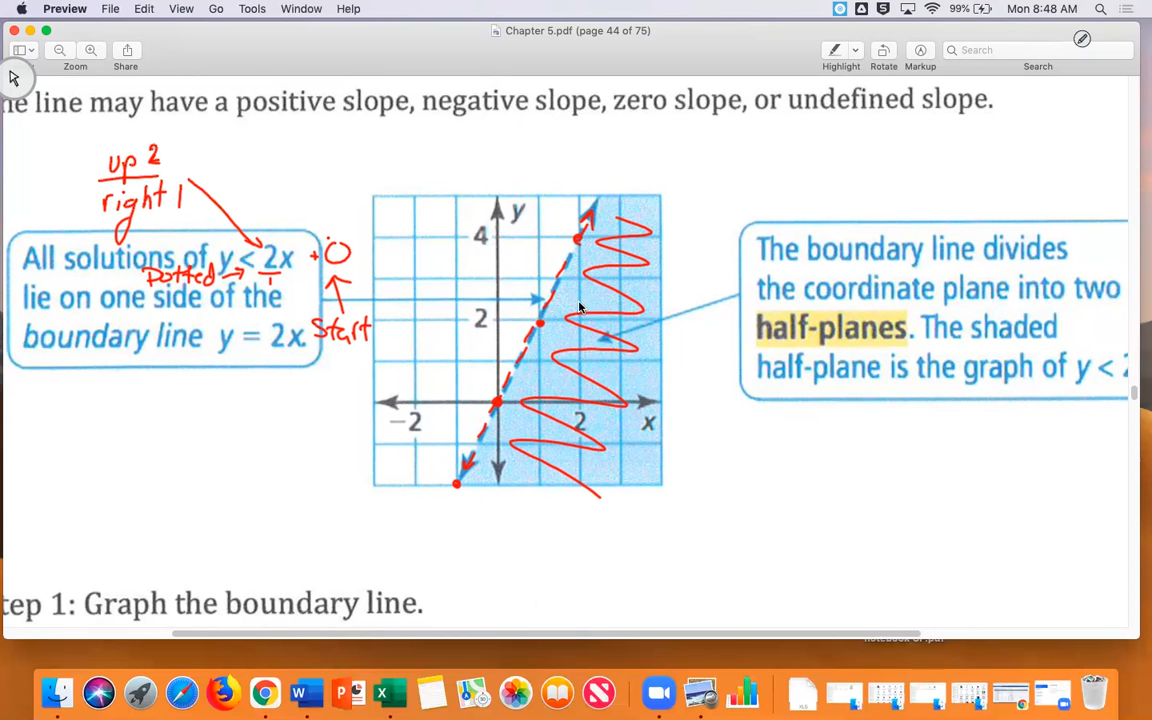 Preview File Edit View Go Tools Window Help 99% Mon 8:48 AM
Chapter 5.pdf (page 44 of 75)
Search
Zoom Share Highlight Rotate Markup Search
he line may have a positive slope, negative slope, zero slope, or undefined slope.
up 2
right 1
All solutions of y < 2x + 0
Dotted 1
lie on one side of the
boundary line y = 2x.
Start
y
4
2
-2 2 x
The boundary line divides
the coordinate plane into two
half-planes. The shaded
half-plane is the graph of y < 2
tep 1: Graph the boundary line.